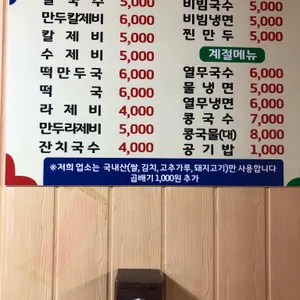 칼 국 수 5,000
만두칼제비 6,000
칼 제 비 5,000
수 제 비 5,000
떡 만 두 국 6,000
떡 국 6,000
라 제 비 4,000
만두라제비 5,000
잔 치 국 수 4,000
비빔국수 5,000
비빔냉면 5,000
찐 만 두 5,000
계절메뉴
열무국수 6,000
물 냉 면 5,000
열무냉면 6,000
콩 국 수 7,000
콩국물(대) 8,000
공 기 밥 1,000
※저희 업소는 국내산(쌀,김치,고추가루,돼지고기)만 사용합니다
곱배기 1,000원 추가